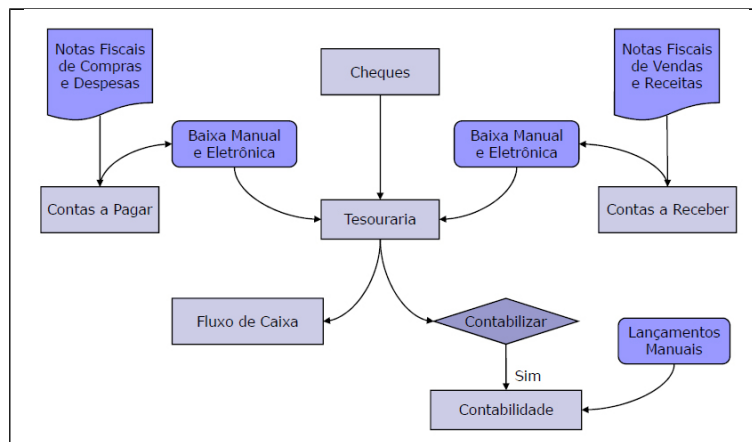 Notas Fiscais
de Compras
e Despesas
Cheques
Notas Fiscais
de Vendas
e Receitas
Baixa Manual
e Eletrônica
Baixa Manual
e Eletrônica
Contas a Pagar
Tesouraria
Contas a Receber
Fluxo de Caixa
Contabilizar
Lançamentos
Manuais
Sim
Contabilidade